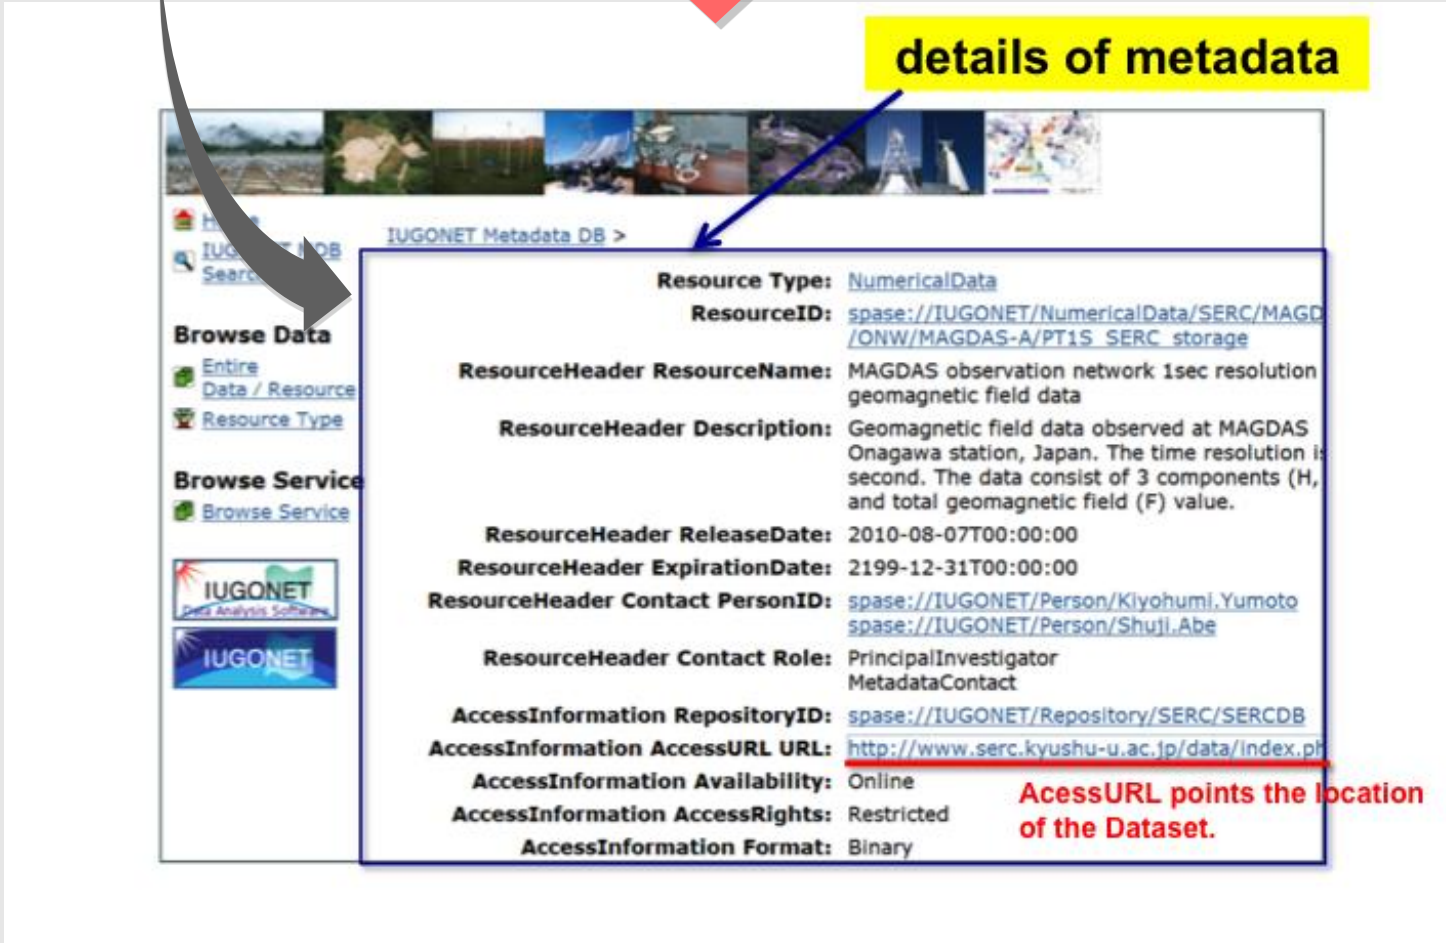 details of metadata
IUGONET Metadata DB >
Search
Browse Data
Entire
Data / Resource
Resource Type
Browse Service
Browse Service
IUGONET
Data Analysis Software
IUGONET
Resource Type: NumericalData
ResourceID: spase://IUGONET/NumericalData/SERC/MAGD
/ONW/MAGDAS-A/PT1S_SERC_storage
ResourceHeader ResourceName: MAGDAS observation network 1sec resolution
geomagnetic field data
ResourceHeader Description: Geomagnetic field data observed at MAGDAS
Onagawa station, Japan. The time resolution is
second. The data consist of 3 components (H,
and total geomagnetic field (F) value.
ResourceHeader ReleaseDate: 2010-08-07T00:00:00
ResourceHeader ExpirationDate: 2199-12-31T00:00:00
ResourceHeader Contact PersonID: spase://IUGONET/Person/Kiyohumi.Yumoto
spase://IUGONET/Person/Shuji.Abe
ResourceHeader Contact Role: PrincipalInvestigator
MetadataContact
AccessInformation RepositoryID: spase://IUGONET/Repository/SERC/SERCDB
AccessInformation AccessURL URL: http://www.serc.kyushu-u.ac.jp/data/index.ph
AccessInformation Availability: Online
AccessInformation AccessRights: Restricted
AccessInformation Format: Binary
AcessURL points the location
of the Dataset.